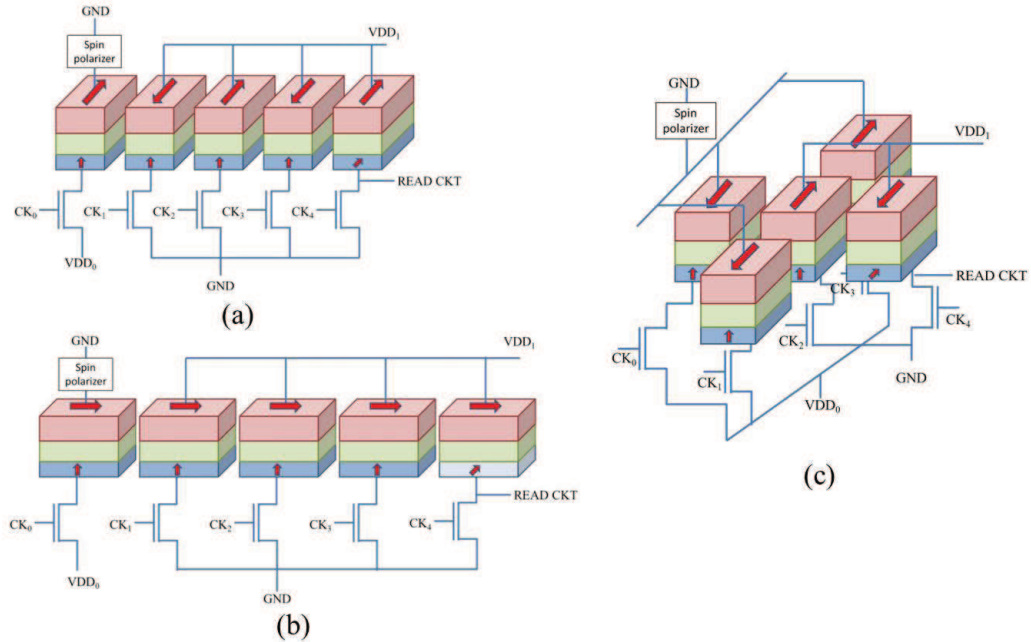 GND
Spin
polarizer
VDD₁
READ CKT
CK₀
CK₁
CK₂
CK₃
CK₄
VDD₀
GND
(a)
GND
Spin
polarizer
VDD₁
READ CKT
CK₀
CK₁
CK₂
CK₃
CK₄
VDD₀
GND
(b)
GND
Spin
polarizer
VDD₁
READ CKT
CK₃
CK₄
CK₀
CK₂
CK₁
GND
VDD₀
(c)